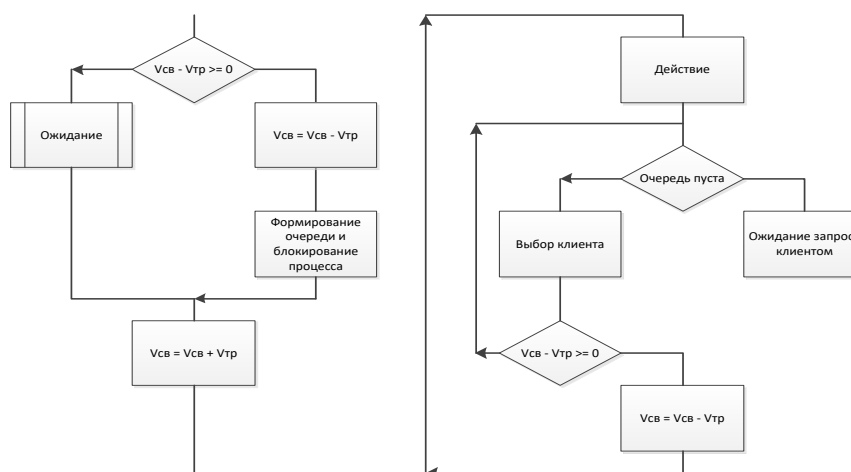 Vсв - Vтр >= 0
Ожидание
Vсв = Vсв - Vтр
Формирование
очереди и
блокирование
процесса
Vсв = Vсв + Vтр
Действие
Очередь пуста
Выбор клиента
Ожидание запрос
клиентом
Vсв - Vтр >= 0
Vсв = Vсв - Vтр